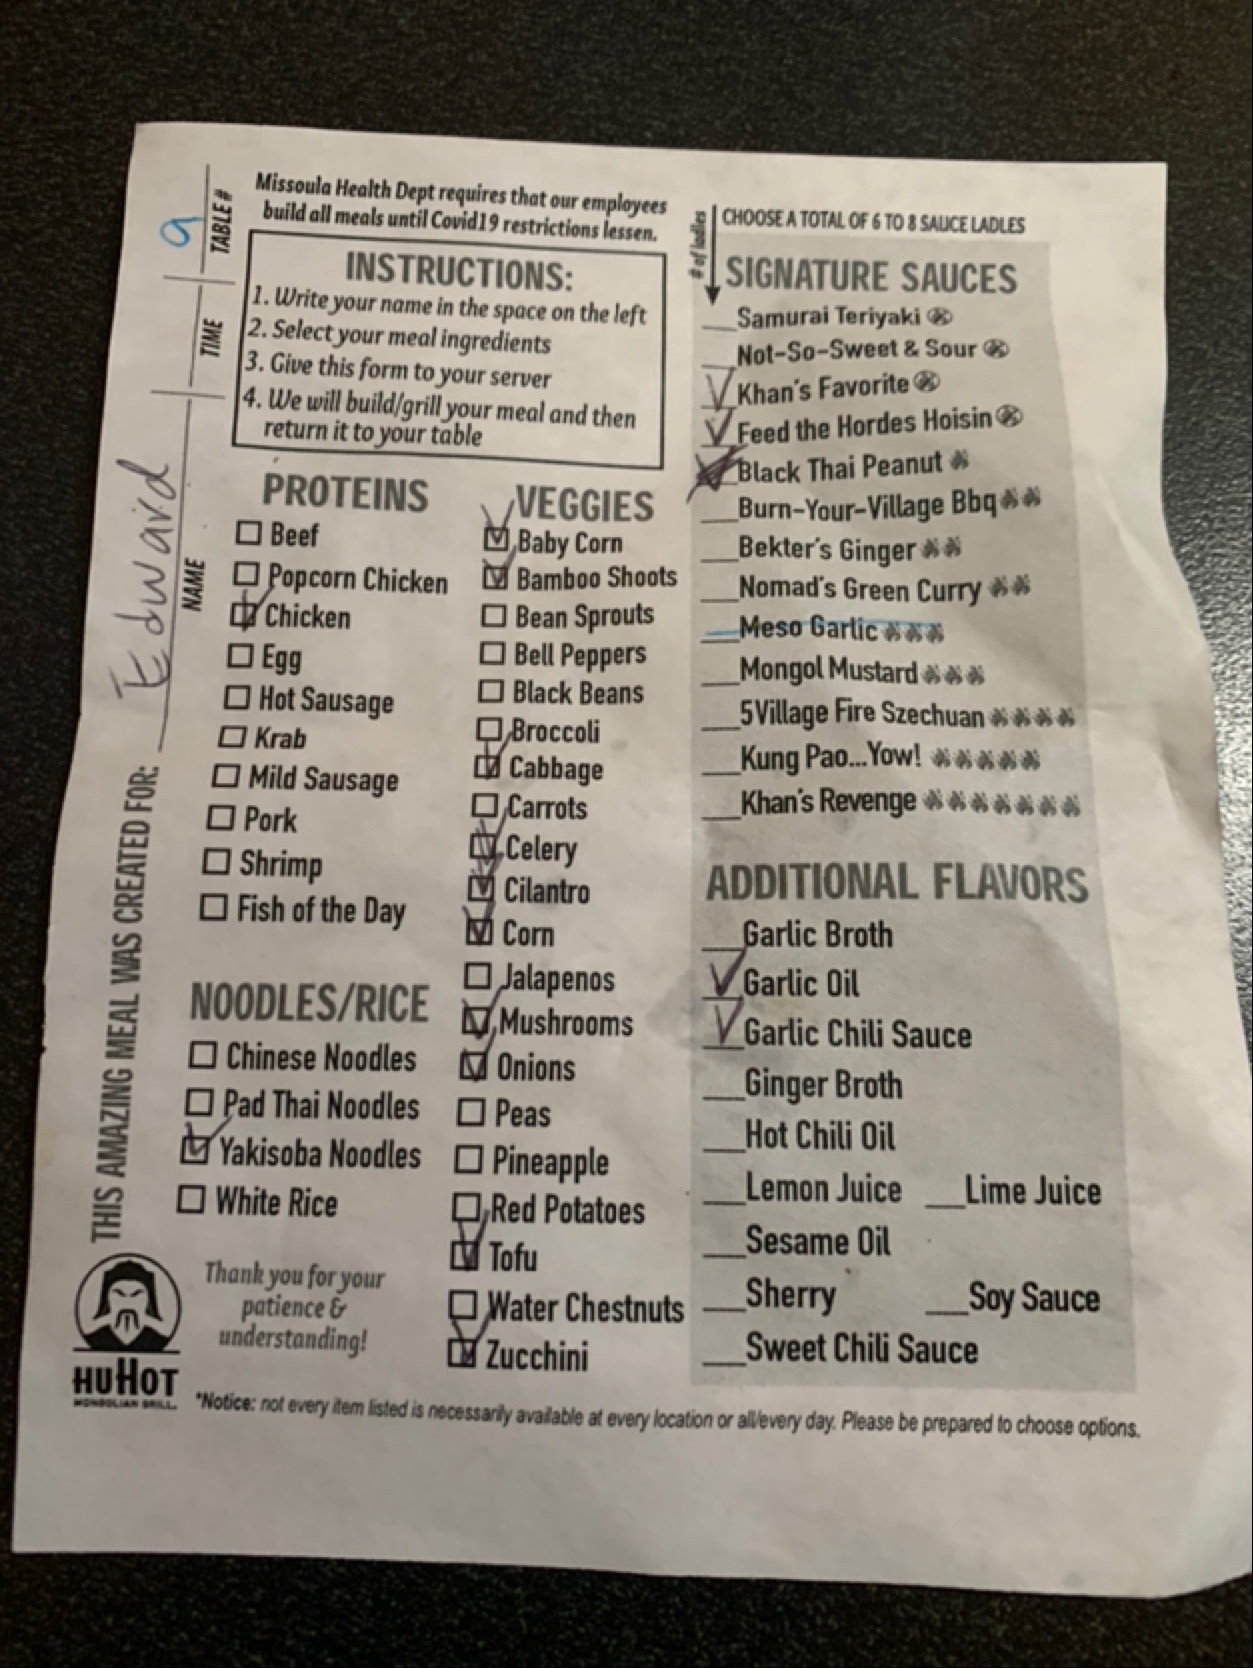 Missoula Health Dept requires that our employees
build all meals until Covid19 restrictions lessen.
INSTRUCTIONS:
1. Write your name in the space on the left
2. Select your meal ingredients
3. Give this form to your server
4. We will build/grill your meal and then
return it to your table
TABLE #
9
TIME
NAME
Edward
THIS AMAZING MEAL WAS CREATED FOR:
PROTEINS
Beef
Popcorn Chicken
Chicken
Egg
Hot Sausage
Krab
Mild Sausage
Pork
Shrimp
Fish of the Day
NOODLES/RICE
Chinese Noodles
Pad Thai Noodles
Yakisoba Noodles
White Rice
Thank you for your
patience &
understanding!
HUHOT
MONGOLIAN GRILL
VEGGIES
Baby Corn
Bamboo Shoots
Bean Sprouts
Bell Peppers
Black Beans
Broccoli
Cabbage
Carrots
Celery
Cilantro
Corn
Jalapenos
Mushrooms
Onions
Peas
Pineapple
Red Potatoes
Tofu
Water Chestnuts
Zucchini
# of ladles
CHOOSE A TOTAL OF 6 TO 8 SAUCE LADLES
SIGNATURE SAUCES
Samurai Teriyaki
Not-So-Sweet & Sour
Khan's Favorite
Feed the Hordes Hoisin
Black Thai Peanut
Burn-Your-Village Bbq
Bekter's Ginger
Nomad's Green Curry
Meso Garlic
Mongol Mustard
5Village Fire Szechuan
Kung Pao...Yow!
Khan's Revenge
ADDITIONAL FLAVORS
Garlic Broth
Garlic Oil
Garlic Chili Sauce
Ginger Broth
Hot Chili Oil
Lemon Juice Lime Juice
Sesame Oil
Sherry Soy Sauce
Sweet Chili Sauce
*Notice: not every item listed is necessarily available at every location or all/every day. Please be prepared to choose options.